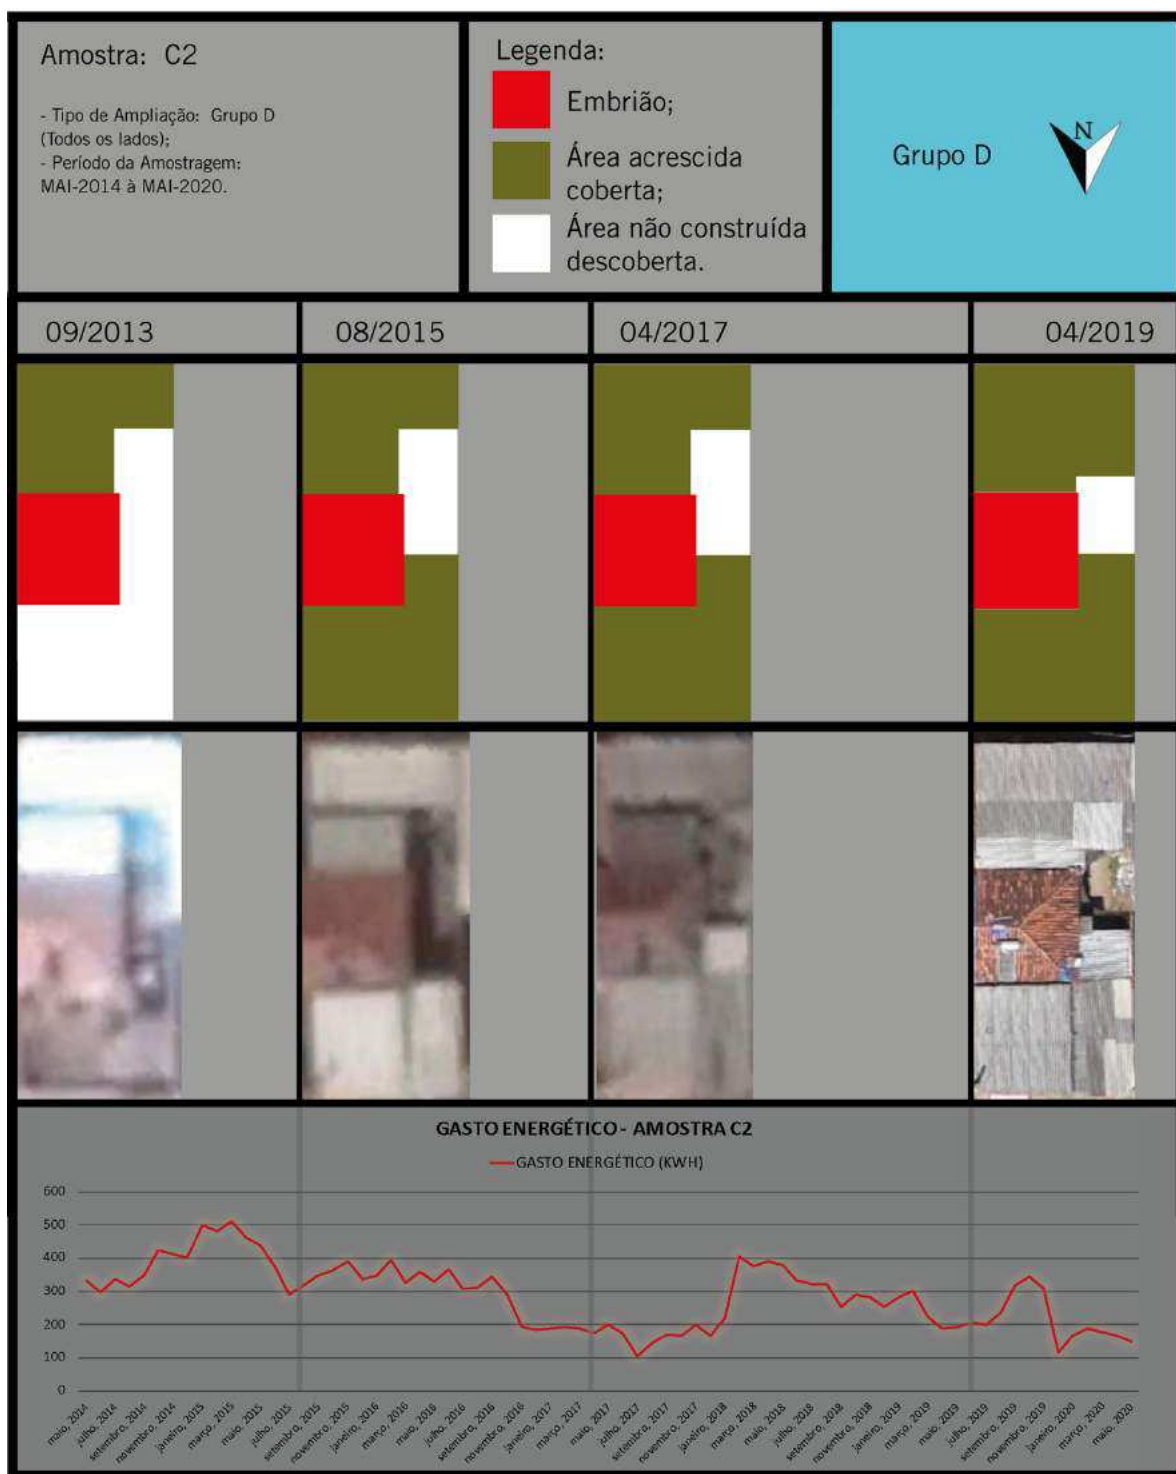 Amostra: C2
- Tipo de Ampliação: Grupo D
(Todos os lados);
- Período da Amostragem:
MAI-2014 à MAI-2020.
Legenda:
Embrião;
Área acrescida
coberta;
Área não construída
descoberta.
Grupo D
N
09/2013
08/2015
04/2017
04/2019
GASTO ENERGÉTICO - AMOSTRA C2
GASTO ENERGÉTICO (KWH)
600
500
400
300
200
100
0
maio, 2014
julho, 2014
setembro, 2014
novembro, 2014
janeiro, 2015
março, 2015
maio, 2015
julho, 2015
setembro, 2015
novembro, 2015
janeiro, 2016
março, 2016
maio, 2016
julho, 2016
setembro, 2016
novembro, 2016
janeiro, 2017
março, 2017
maio, 2017
julho, 2017
setembro, 2017
novembro, 2017
janeiro, 2018
março, 2018
maio, 2018
julho, 2018
setembro, 2018
novembro, 2018
janeiro, 2019
março, 2019
maio, 2019
julho, 2019
setembro, 2019
novembro, 2019
janeiro, 2020
março, 2020
maio, 2020